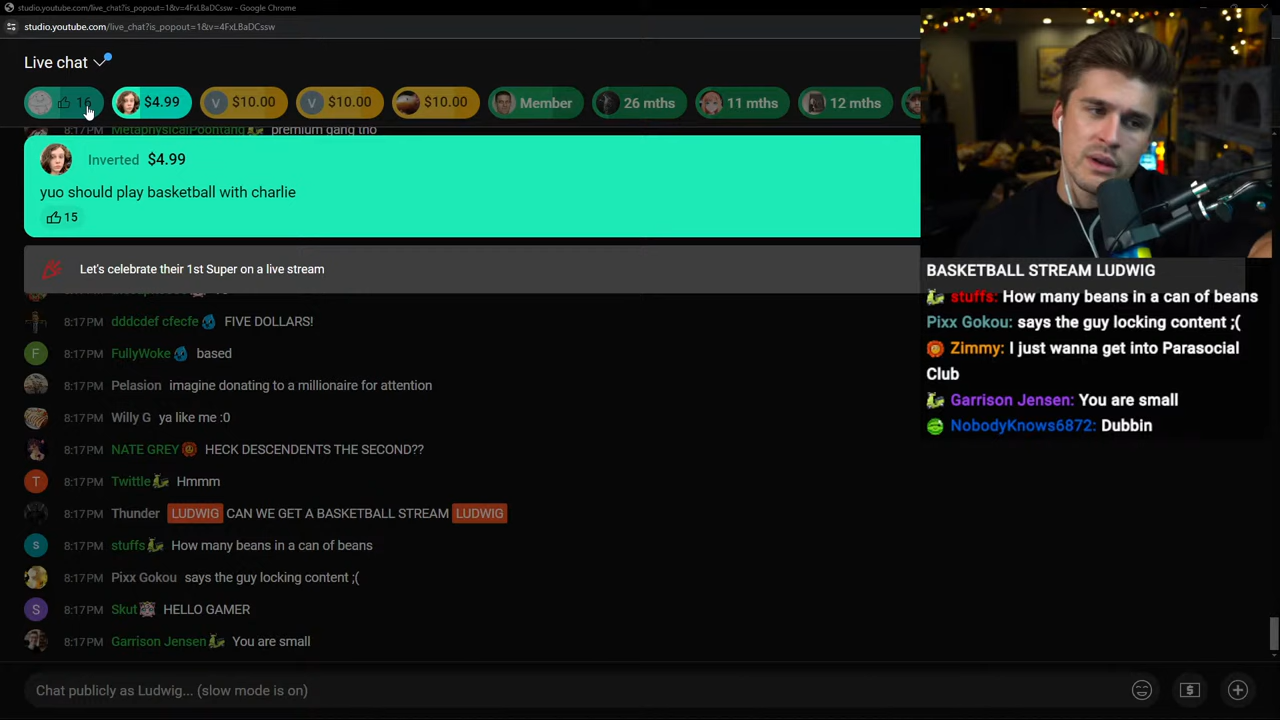 studio.youtube.com/live_chat?is_popout=1&v=4FxLBaDCssw - Google Chrome
studio.youtube.com/live_chat?is_popout=1&v=4FxLBaDCssw
Live chat
16
$4.99
V $10.00
V $10.00
$10.00
Member
26 mths
11 mths
12 mths
8:17PM MetaphysicalPoontang premium gang tho
Inverted $4.99
yuo should play basketball with charlie
15
Let's celebrate their 1st Super on a live stream
8:17PM dddcdef cfecfe FIVE DOLLARS!
F 8:17PM FullyWoke based
8:17PM Pelasion imagine donating to a millionaire for attention
8:17PM Willy G ya like me :0
8:17PM NATE GREY HECK DESCENDENTS THE SECOND??
T 8:17PM Twittle Hmmm
8:17PM Thunder LUDWIG CAN WE GET A BASKETBALL STREAM LUDWIG
s 8:17PM stuffs How many beans in a can of beans
8:17PM Pixx Gokou says the guy locking content ;(
S 8:17PM Skut HELLO GAMER
8:17PM Garrison Jensen You are small
Chat publicly as Ludwig... (slow mode is on)
BASKETBALL STREAM LUDWIG
stuffs: How many beans in a can of beans
Pixx Gokou: says the guy locking content ;(
Zimmy: I just wanna get into Parasocial
Club
Garrison Jensen: You are small
NobodyKnows6872: Dubbin